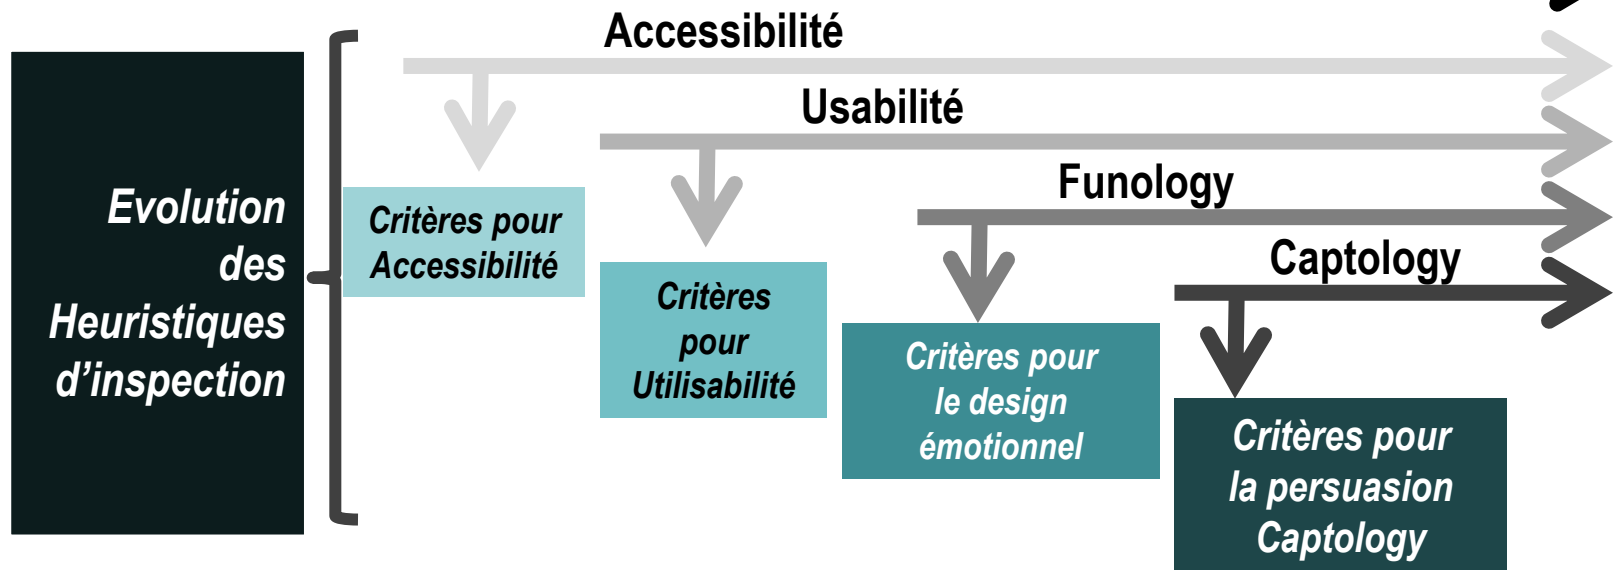 Accessibilité
Usabilité
Funology
Captology
Evolution
des
Heuristiques
d’inspection
Critères pour
Accessibilité
Critères
pour
Utilisabilité
Critères pour
le design
émotionnel
Critères pour
la persuasion
Captology